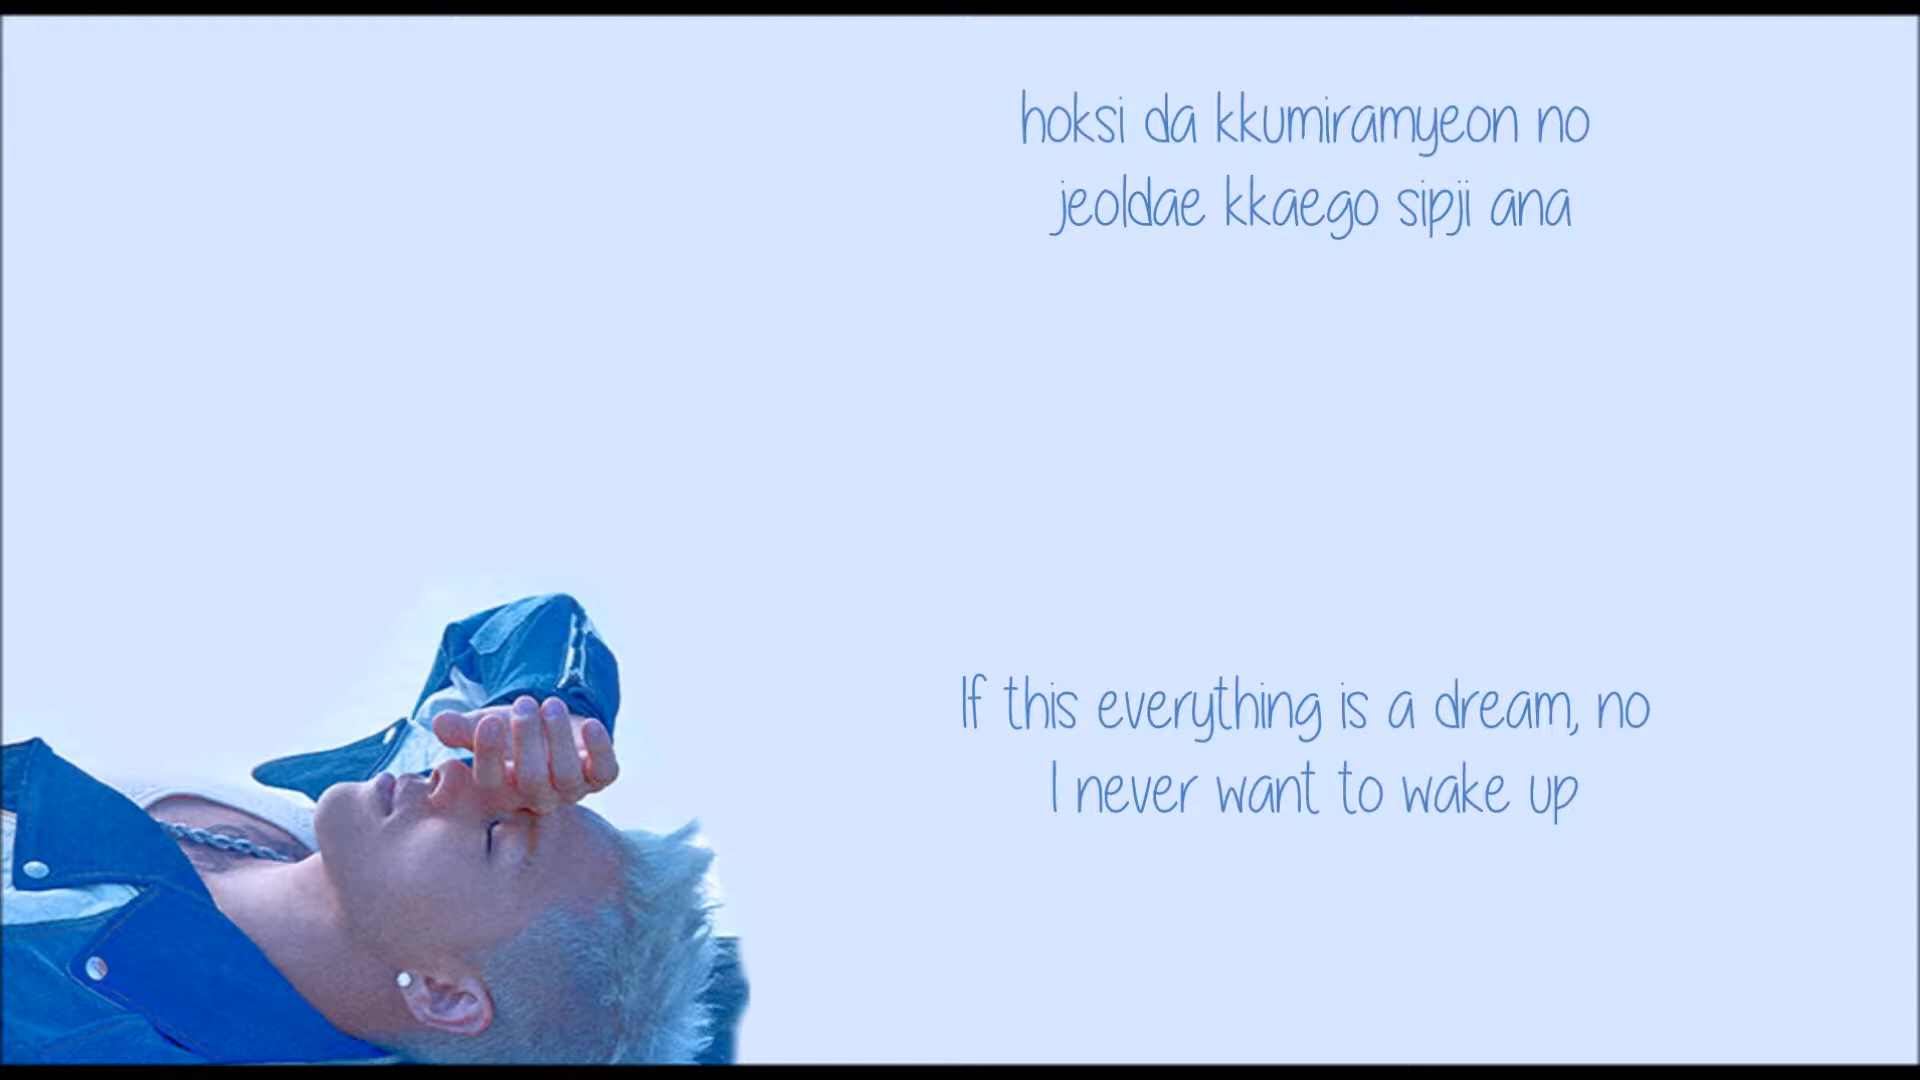 hoksi da kkumiramyeon no
jeoldae kkaego sipji ana
If this everything is a dream, no
I never want to wake up